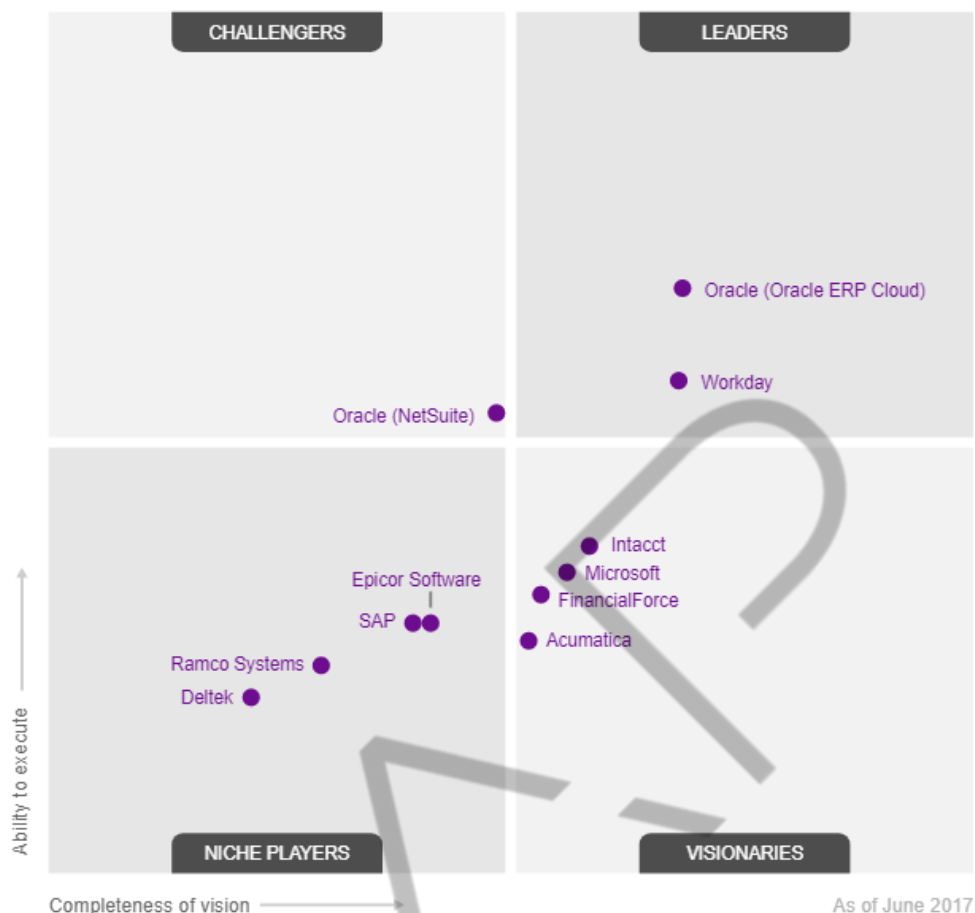 CHALLENGERS
LEADERS
Oracle (Oracle ERP Cloud)
Workday
Oracle (NetSuite)
Intacct
Microsoft
Epicor Software
FinancialForce
SAP
Acumatica
Ramco Systems
Deltek
Ability to execute
NICHE PLAYERS
VISIONARIES
Completeness of vision
As of June 2017